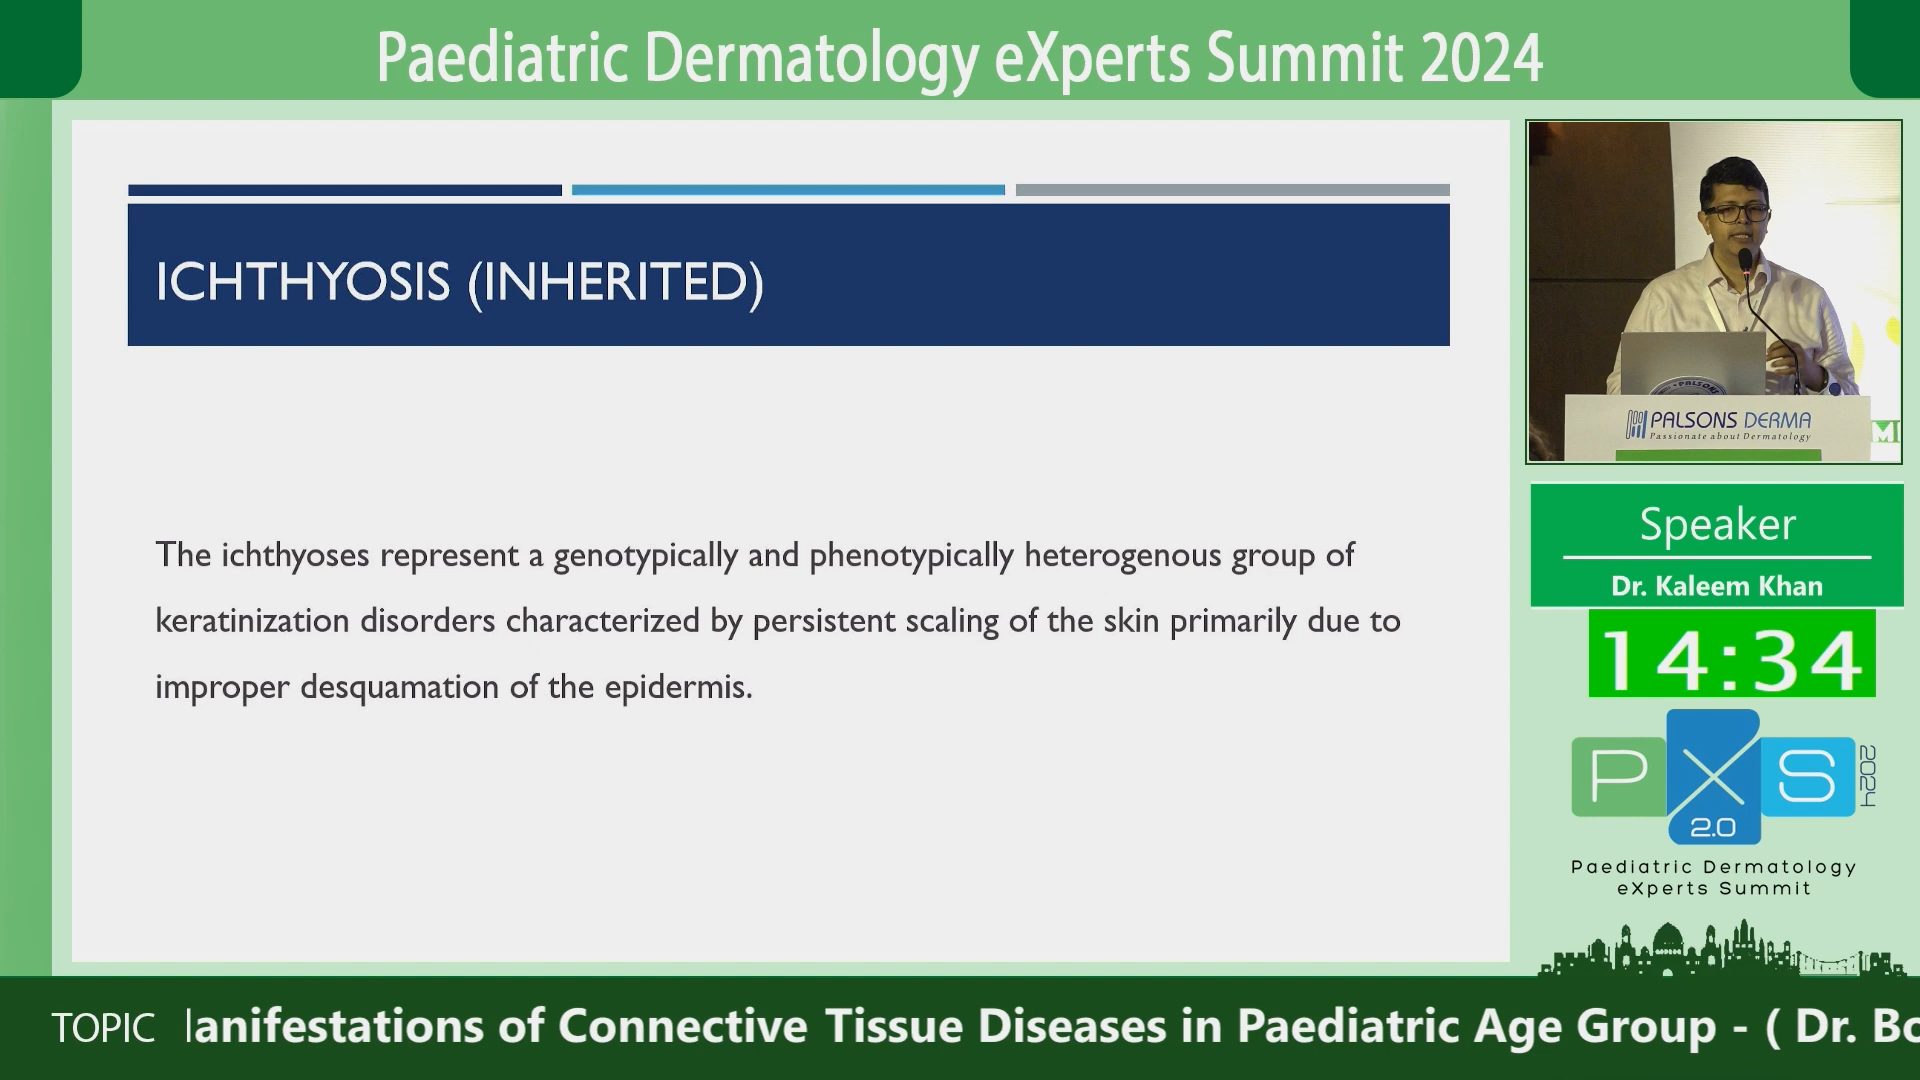 Paediatric Dermatology eXperts Summit 2024
ICHTHYOSIS (INHERITED)
The ichthyoses represent a genotypically and phenotypically heterogenous group of
keratinization disorders characterized by persistent scaling of the skin primarily due to
improper desquamation of the epidermis.
PALSONS
PALSONS DERMA
Passionate about Dermatology
M
Speaker
Dr. Kaleem Khan
14:34
PXS
2024
2.0
Paediatric Dermatology
eXperts Summit
TOPIC anifestations of Connective Tissue Diseases in Paediatric Age Group - ( Dr. Bo